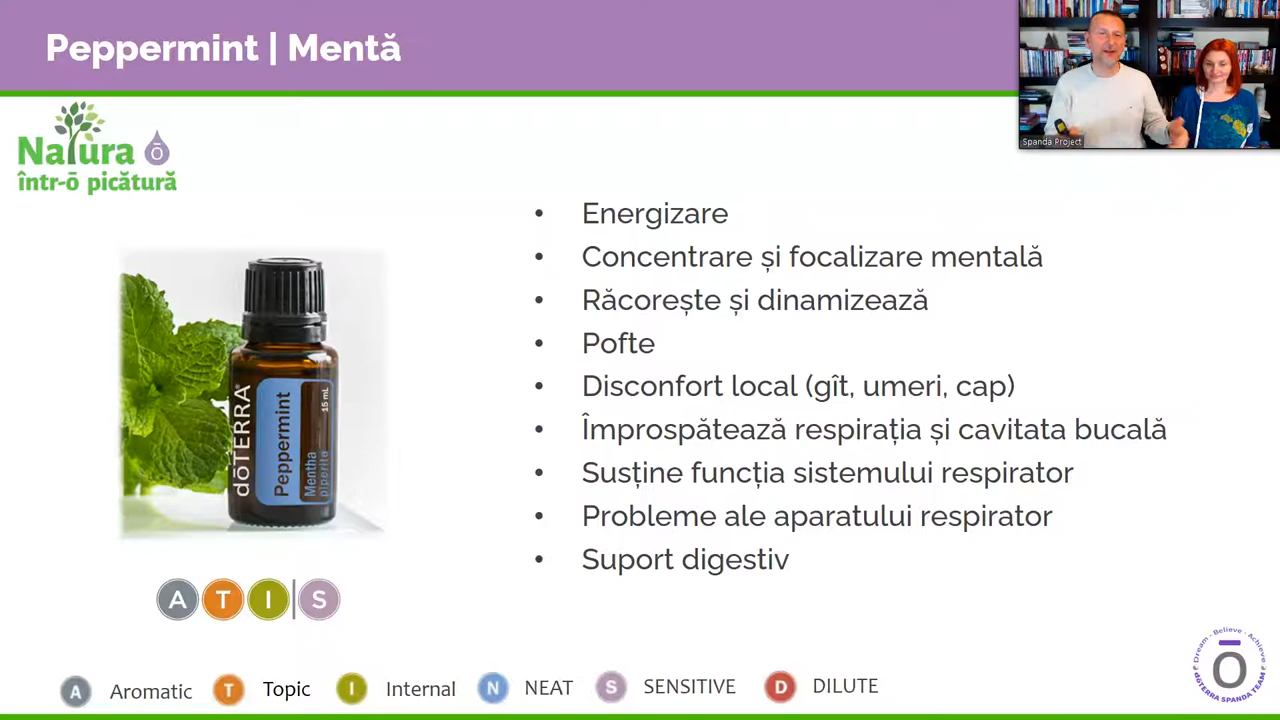 Peppermint | Mentă
Spanda Project
Natura ō
într-ō picătură
• Energizare
• Concentrare și focalizare mentală
• Răcorește și dinamizează
• Pofte
• Disconfort local (gît, umeri, cap)
• Împrospătează respirația și cavitata bucală
• Susține funcția sistemului respirator
• Probleme ale aparatului respirator
• Suport digestiv
dōTERRA®
Peppermint
Mentha
piperita
15 mL
A T I | S
A Aromatic T Topic I Internal N NEAT S SENSITIVE D DILUTE
Dream - Believe - Achieve
ō
dōTERRA SPANDA TEAM